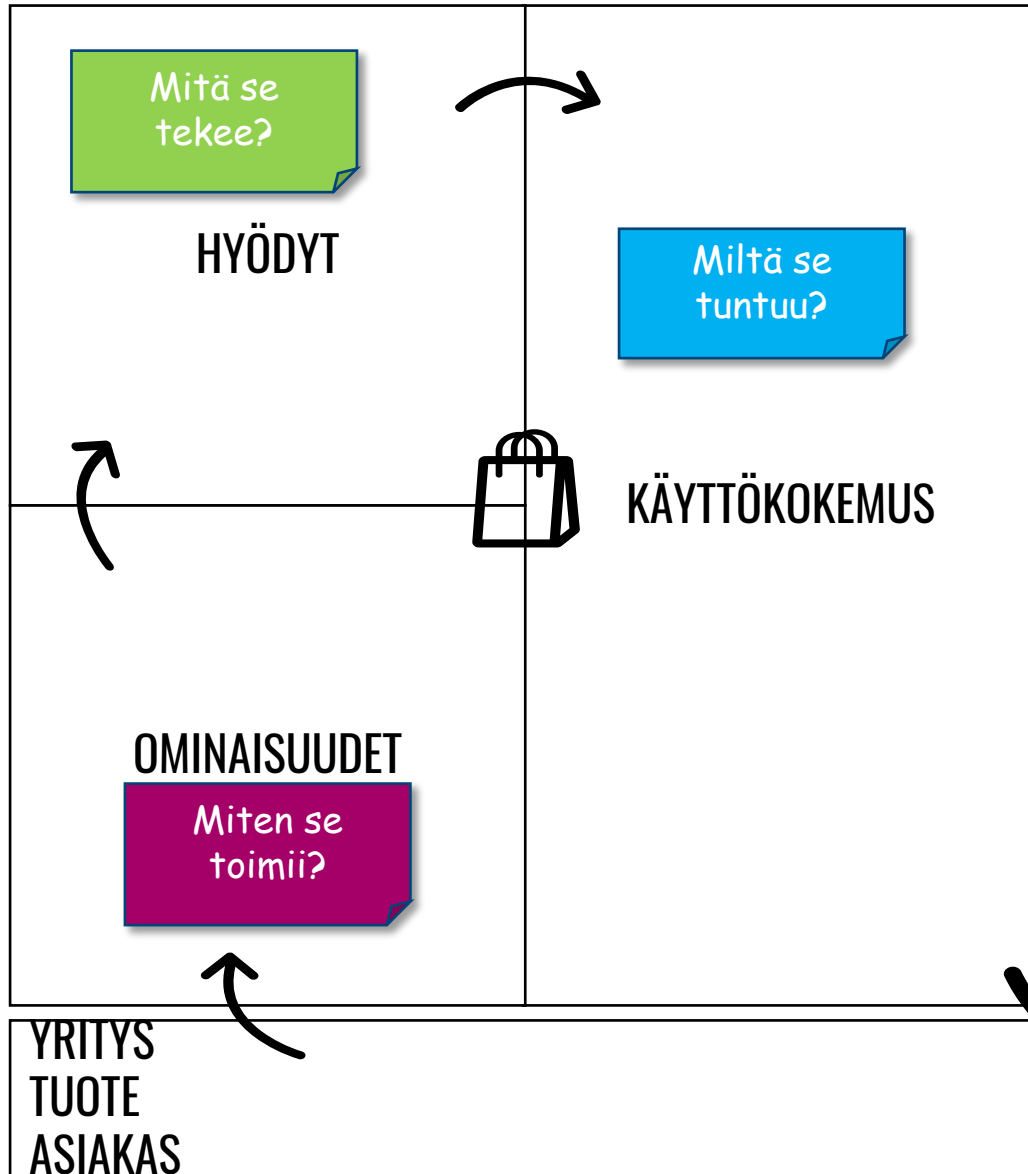 Mitä se
tekee?
HYÖDYT
Miltä se
tuntuu?
KÄYTTÖKOKEMUS
OMINAISUUDET
Miten se
toimii?
YRITYS
TUOTE
ASIAKAS